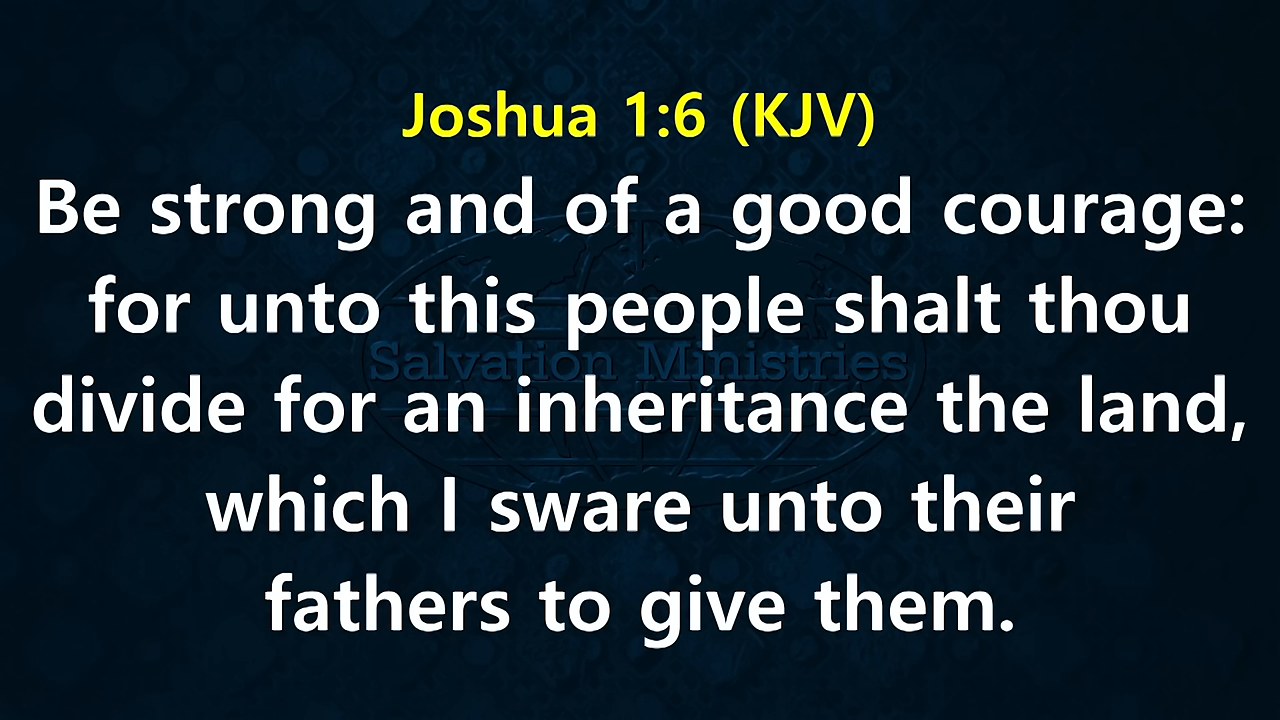 Joshua 1:6 (KJV)
Be strong and of a good courage:
for unto this people shalt thou
Salvation Ministries
divide for an inheritance the land,
which I sware unto their
fathers to give them.